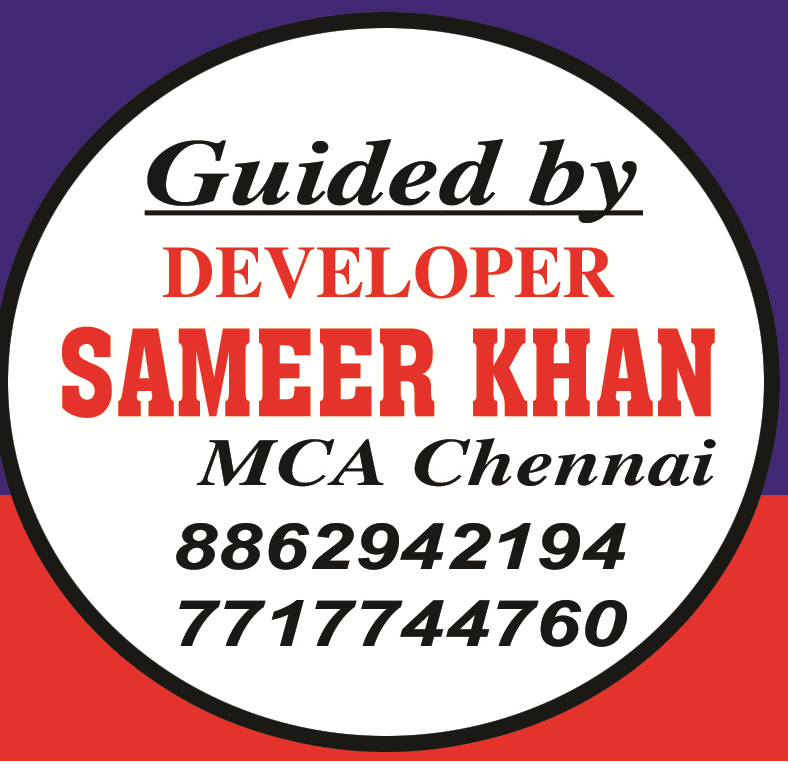 Guided by
DEVELOPER
SAMEER KHAN
MCA Chennai
8862942194
7717744760